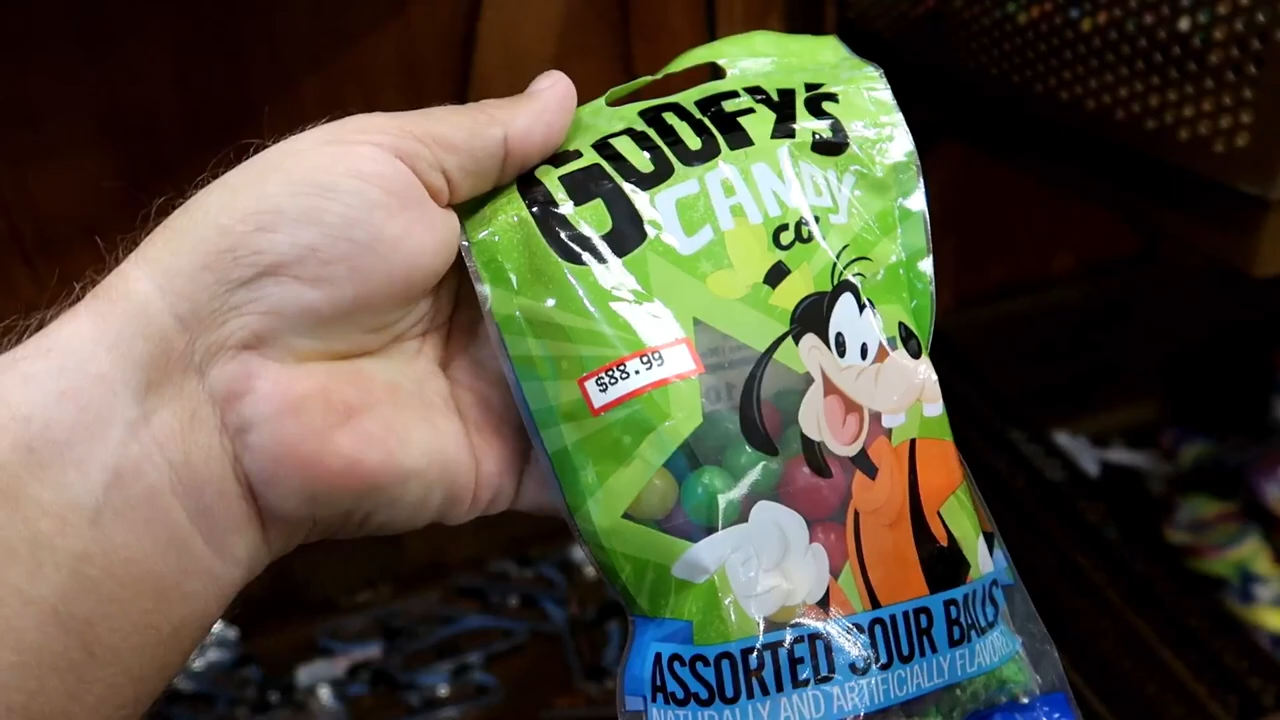 GOOFY'S
CANDY
CO.
$88.99
ASSORTED SOUR BALLS
NATURALLY AND ARTIFICIALLY FLAVORED